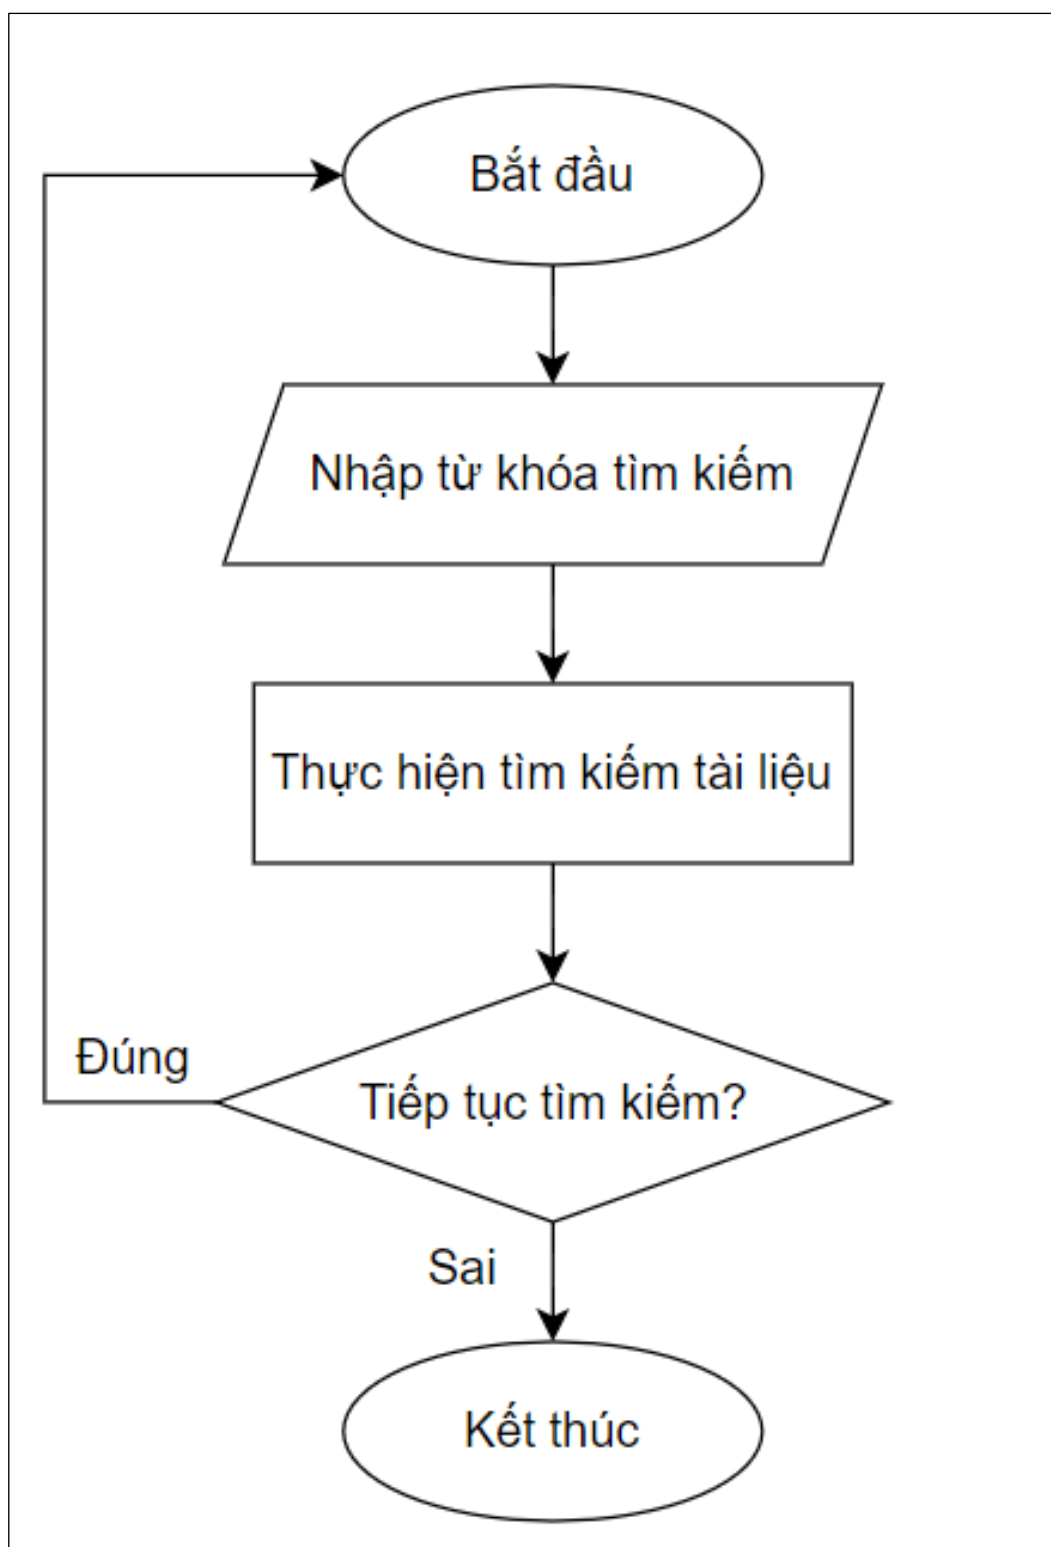 Bắt đầu
Nhập từ khóa tìm kiếm
Thực hiện tìm kiếm tài liệu
Đúng
Tiếp tục tìm kiếm?
Sai
Kết thúc